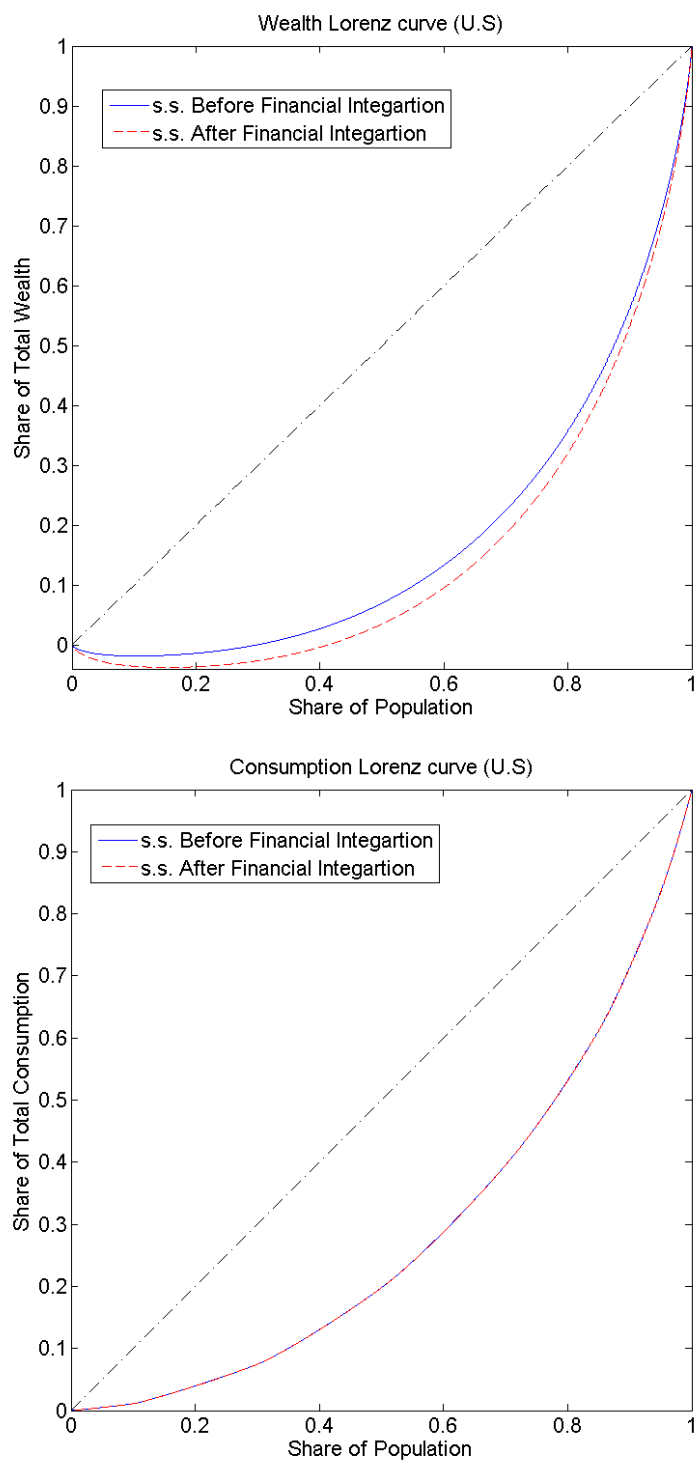 Wealth Lorenz curve (U.S)
1
0.9
0.8
0.7
0.6
0.5
0.4
0.3
0.2
0.1
0
Share of Total Wealth
s.s. Before Financial Integartion
s.s. After Financial Integartion
0 0.2 0.4 0.6 0.8 1
Share of Population
Consumption Lorenz curve (U.S)
1
0.9
0.8
0.7
0.6
0.5
0.4
0.3
0.2
0.1
0
Share of Total Consumption
s.s. Before Financial Integartion
s.s. After Financial Integartion
0 0.2 0.4 0.6 0.8 1
Share of Population